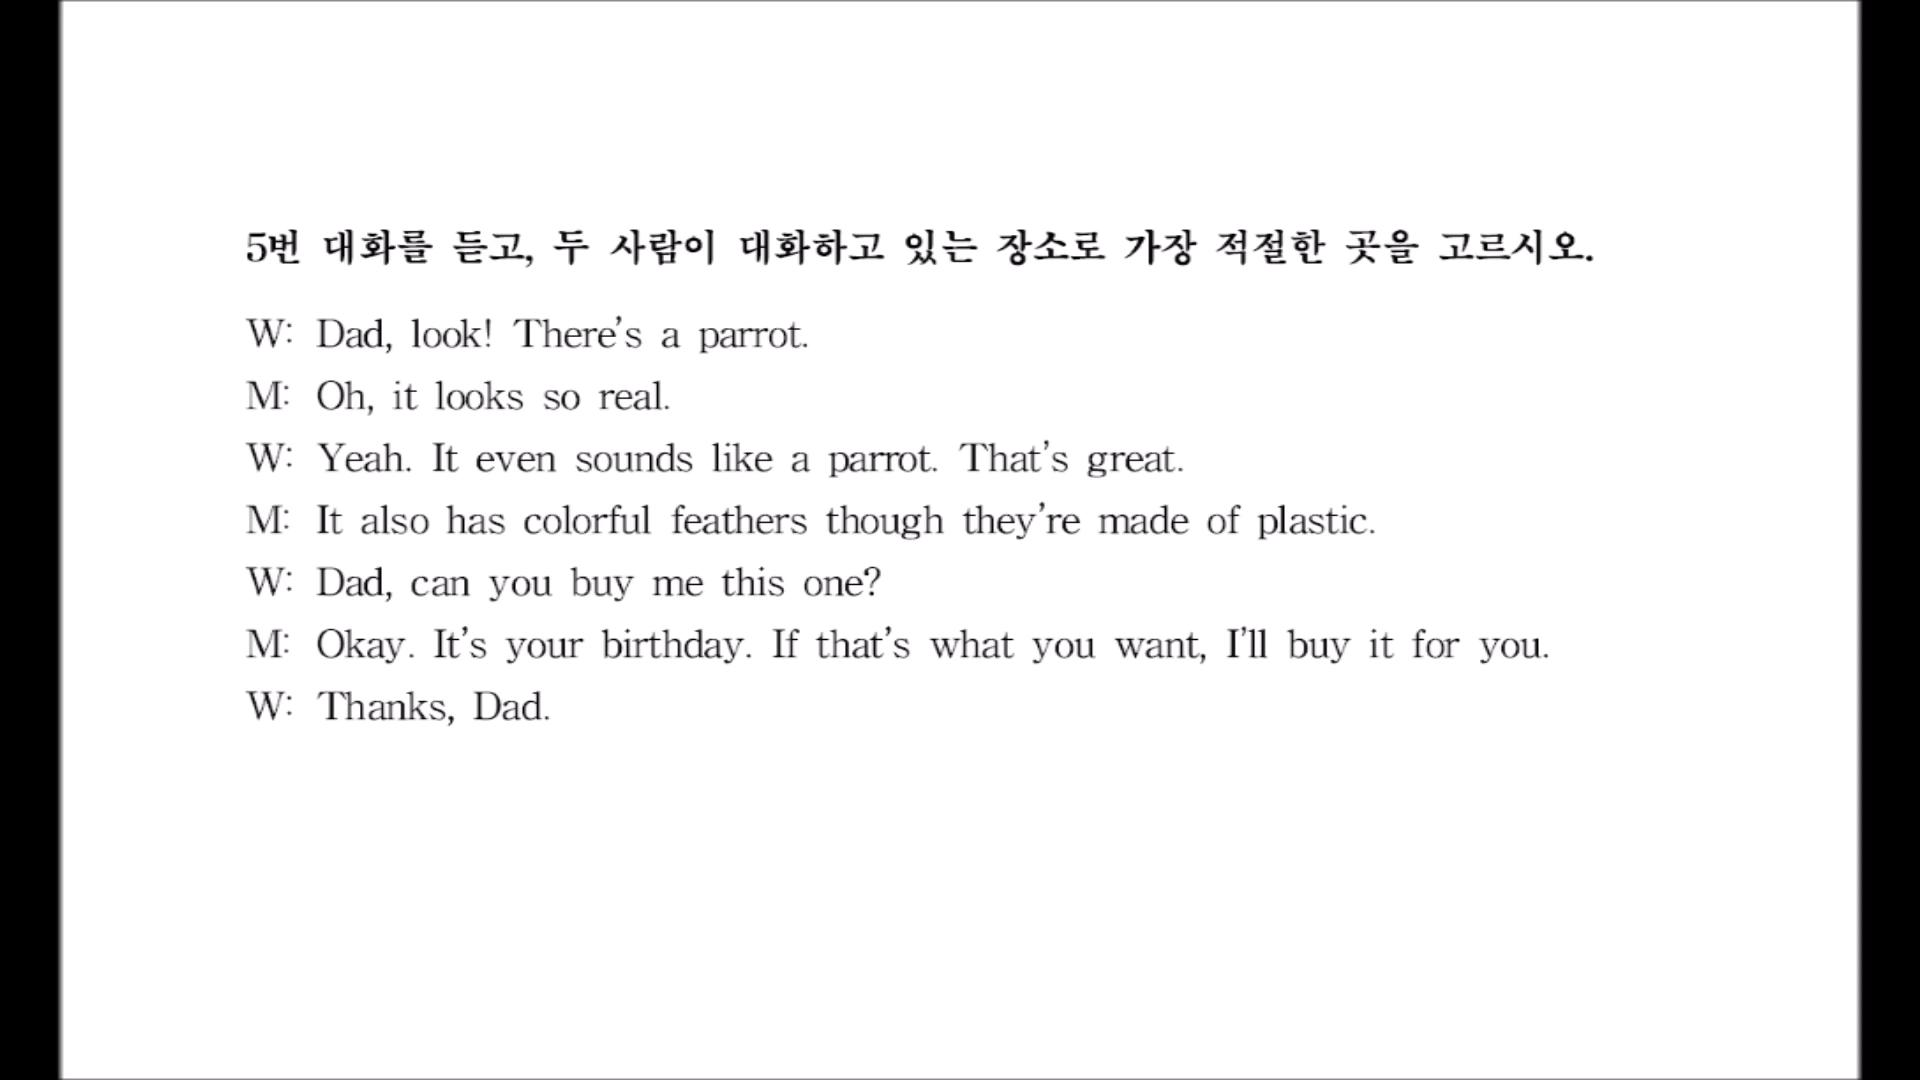 5번 대화를 듣고, 두 사람이 대화하고 있는 장소로 가장 적절한 곳을 고르시오.
W: Dad, look! There's a parrot.
M: Oh, it looks so real.
W: Yeah. It even sounds like a parrot. That's great.
M: It also has colorful feathers though they're made of plastic.
W: Dad, can you buy me this one?
M: Okay. It's your birthday. If that's what you want, I'll buy it for you.
W: Thanks, Dad.